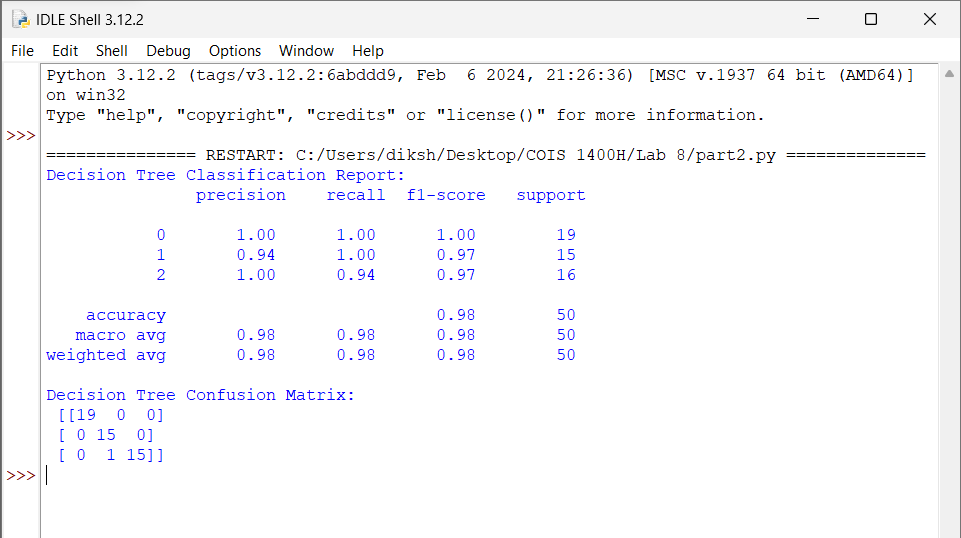 IDLE Shell 3.12.2
File Edit Shell Debug Options Window Help
Python 3.12.2 (tags/v3.12.2:6abddd9, Feb  6 2024, 21:26:36) [MSC v.1937 64 bit (AMD64)]
on win32
Type "help", "copyright", "credits" or "license()" for more information.
>>>
=============== RESTART: C:/Users/diksh/Desktop/COIS 1400H/Lab 8/part2.py ==============
Decision Tree Classification Report:
               precision    recall  f1-score   support
           0       1.00      1.00      1.00        19
           1       0.94      1.00      0.97        15
           2       1.00      0.94      0.97        16
    accuracy                           0.98        50
   macro avg       0.98      0.98      0.98        50
weighted avg       0.98      0.98      0.98        50
Decision Tree Confusion Matrix:
 [[19  0  0]
 [ 0 15  0]
 [ 0  1 15]]
>>>